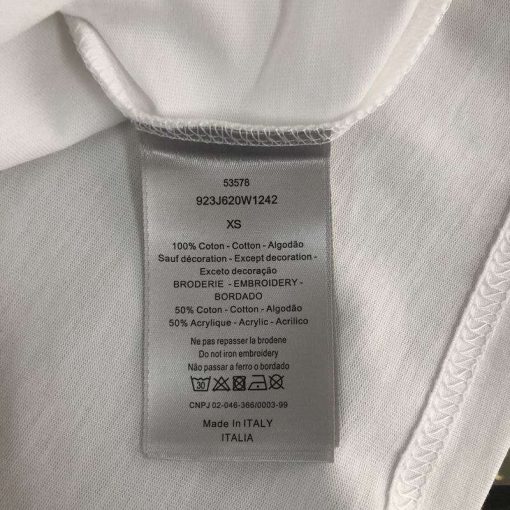 53578
923J620W1242
XS
100% Coton - Cotton - Algodão
Sauf décoration - Except decoration -
Exceto decoração
BRODERIE - EMBROIDERY -
BORDADO
50% Coton - Cotton - Algodão
50% Acrylique - Acrylic - Acrilico
Ne pas repasser la brodene
Do not iron embroidery
Não passar a ferro o bordado
30
CNPJ 02-046-366/0003-99
Made In ITALY
ITALIA